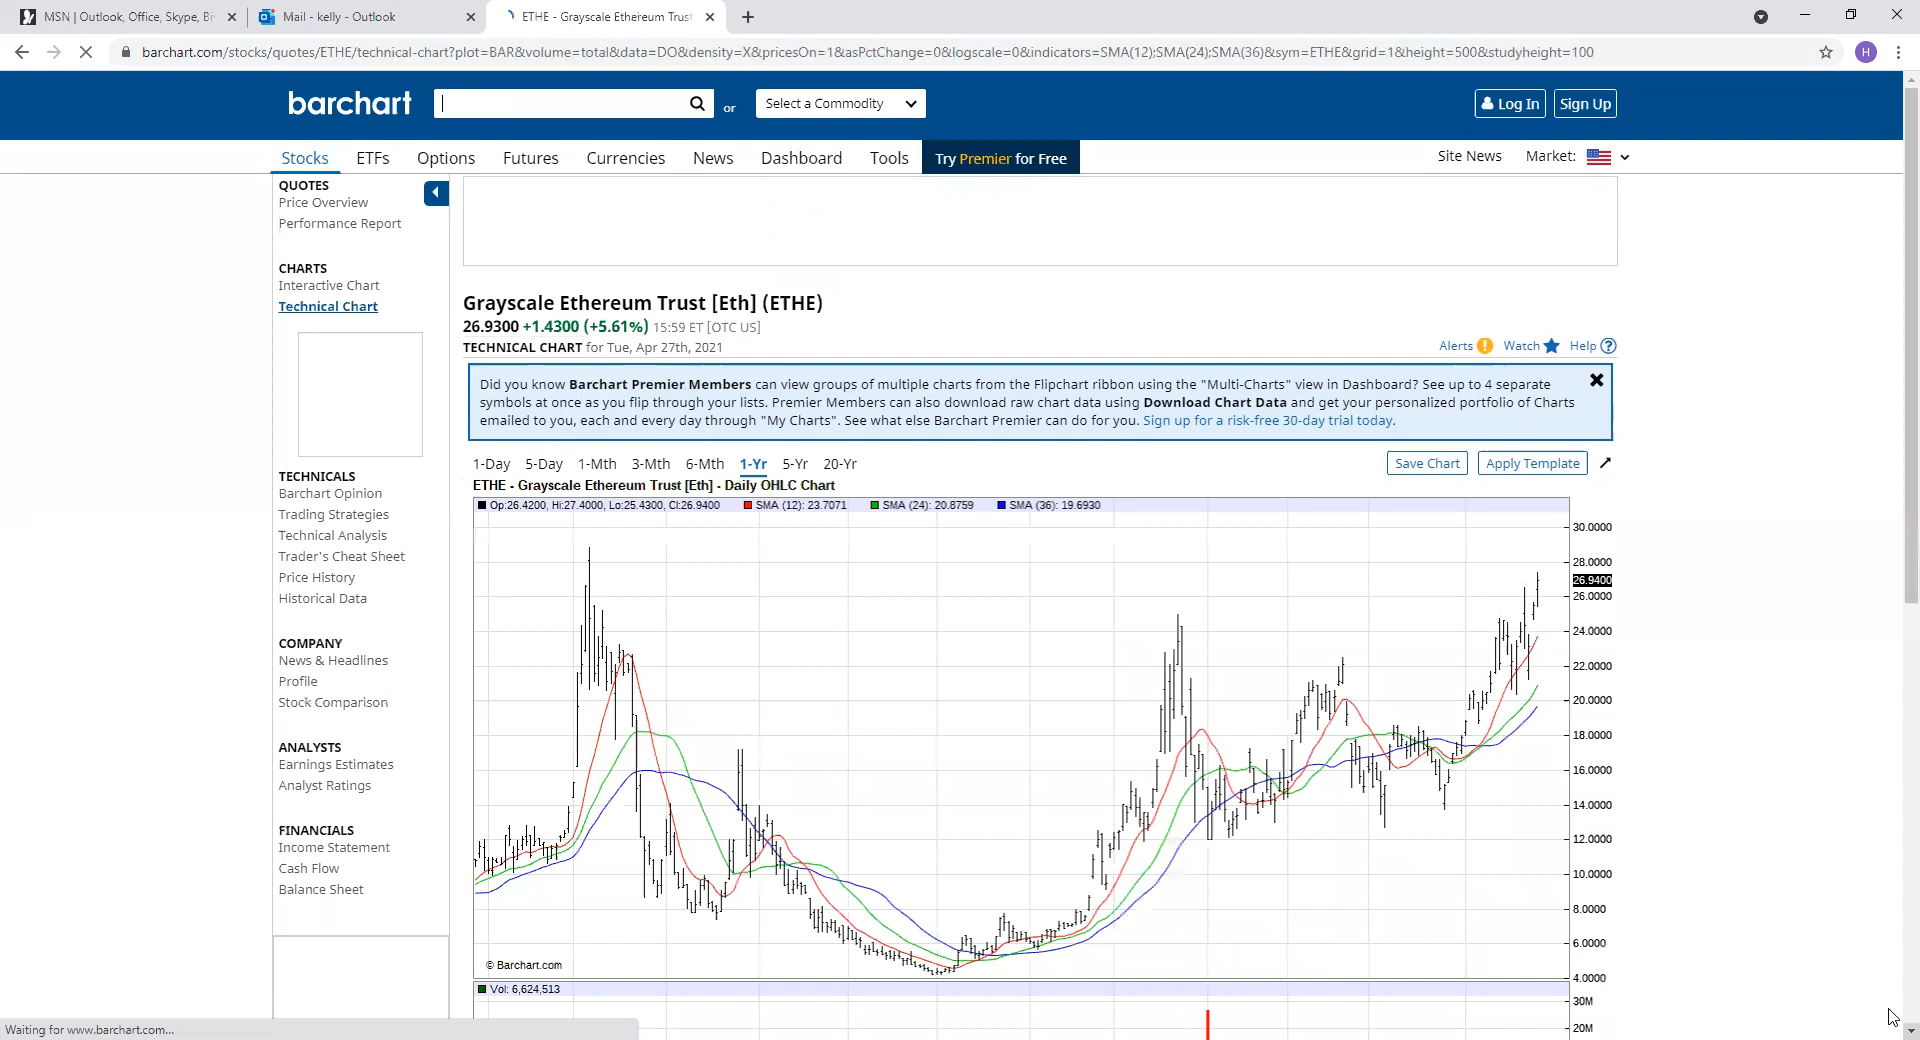 MSN | Outlook, Office, Skype, Bi
Mail - kelly - Outlook
ETHE - Grayscale Ethereum Trust
barchart.com/stocks/quotes/ETHE/technical-chart?plot=BAR&volume=total&data=DO&density=X&pricesOn=1&asPctChange=0&logscale=0&indicators=SMA(12);SMA(24);SMA(36)&sym=ETHE&grid=1&height=500&studyheight=100
H
barchart
or
Select a Commodity
Log In
Sign Up
Stocks ETFs Options Futures Currencies News Dashboard Tools Try Premier for Free
Site News Market:
QUOTES
Price Overview
Performance Report
CHARTS
Interactive Chart
Technical Chart
TECHNICALS
Barchart Opinion
Trading Strategies
Technical Analysis
Trader's Cheat Sheet
Price History
Historical Data
COMPANY
News & Headlines
Profile
Stock Comparison
ANALYSTS
Earnings Estimates
Analyst Ratings
FINANCIALS
Income Statement
Cash Flow
Balance Sheet
Grayscale Ethereum Trust [Eth] (ETHE)
26.9300 +1.4300 (+5.61%) 15:59 ET [OTC US]
TECHNICAL CHART for Tue, Apr 27th, 2021
Alerts Watch Help
Did you know Barchart Premier Members can view groups of multiple charts from the Flipchart ribbon using the "Multi-Charts" view in Dashboard? See up to 4 separate
symbols at once as you flip through your lists. Premier Members can also download raw chart data using Download Chart Data and get your personalized portfolio of Charts
emailed to you, each and every day through "My Charts". See what else Barchart Premier can do for you. Sign up for a risk-free 30-day trial today.
1-Day 5-Day 1-Mth 3-Mth 6-Mth 1-Yr 5-Yr 20-Yr
Save Chart
Apply Template
ETHE - Grayscale Ethereum Trust [Eth] - Daily OHLC Chart
Op:26.4200, Hi:27.4000, Lo:25.4300, Cl:26.9400 SMA (12): 23.7071 SMA (24): 20.8759 SMA (36): 19.6930
30.0000
28.0000
26.9400
26.0000
24.0000
22.0000
20.0000
18.0000
16.0000
14.0000
12.0000
10.0000
8.0000
6.0000
4.0000
© Barchart.com
Vol: 6,624,513
30M
20M
Waiting for www.barchart.com...